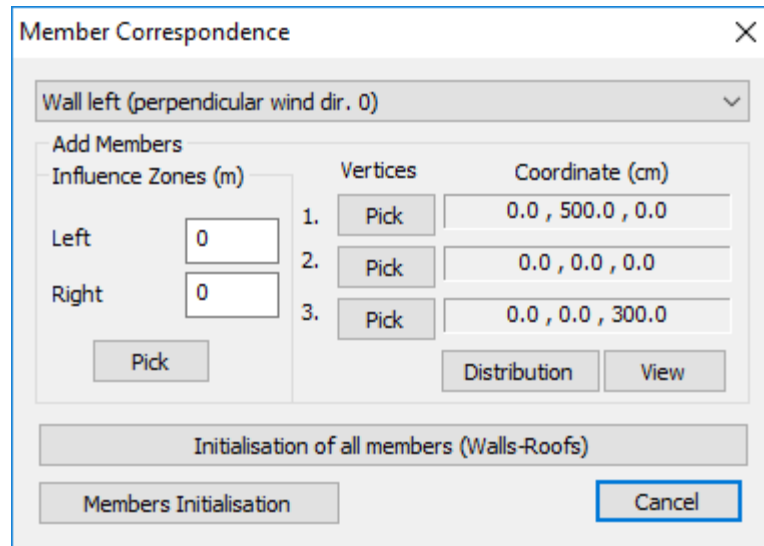 Member Correspondence
Wall left (perpendicular wind dir. 0)
Add Members
Influence Zones (m)
Vertices
Coordinate (cm)
Left
0
Right
0
Pick
1.
Pick
0.0 , 500.0 , 0.0
2.
Pick
0.0 , 0.0 , 0.0
3.
Pick
0.0 , 0.0 , 300.0
Distribution
View
Initialisation of all members (Walls-Roofs)
Members Initialisation
Cancel